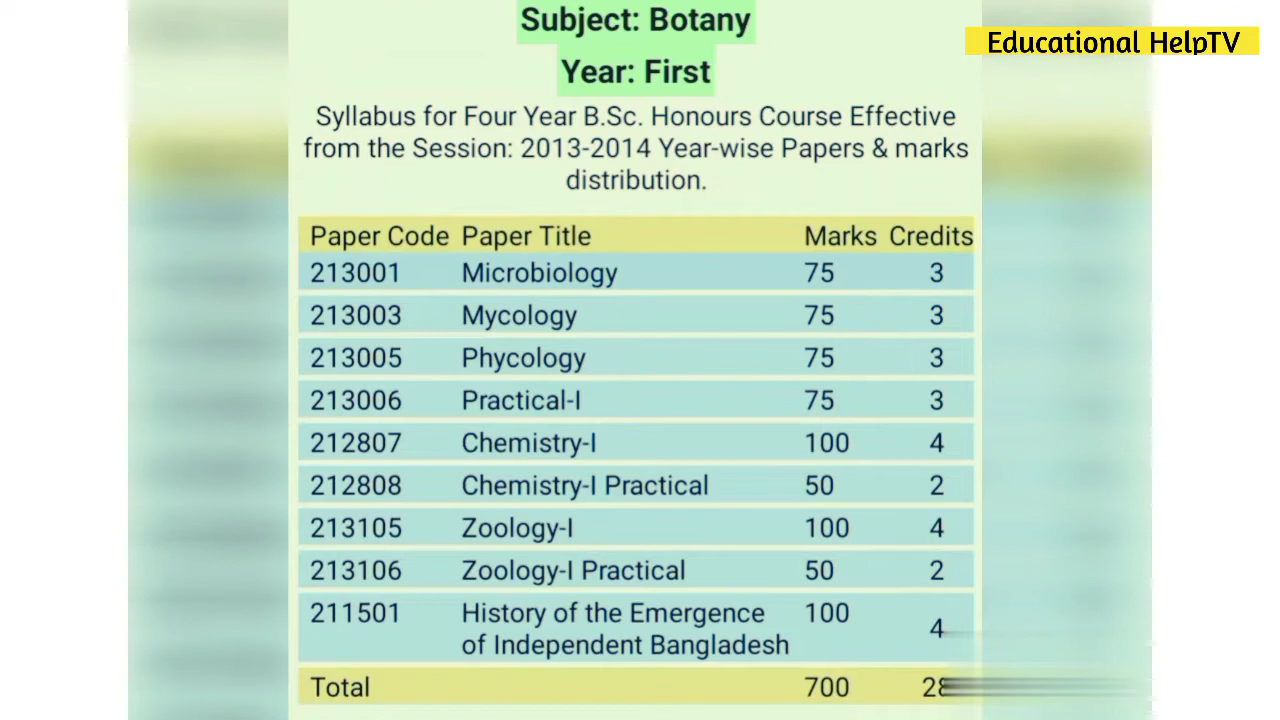 Subject: Botany
Educational HelpTV
Year: First
Syllabus for Four Year B.Sc. Honours Course Effective
from the Session: 2013-2014 Year-wise Papers & marks
distribution.
Paper Code Paper Title Marks Credits
213001 Microbiology 75 3
213003 Mycology 75 3
213005 Phycology 75 3
213006 Practical-I 75 3
212807 Chemistry-I 100 4
212808 Chemistry-I Practical 50 2
213105 Zoology-I 100 4
213106 Zoology-I Practical 50 2
211501 History of the Emergence 100
of Independent Bangladesh 4
Total 700 28